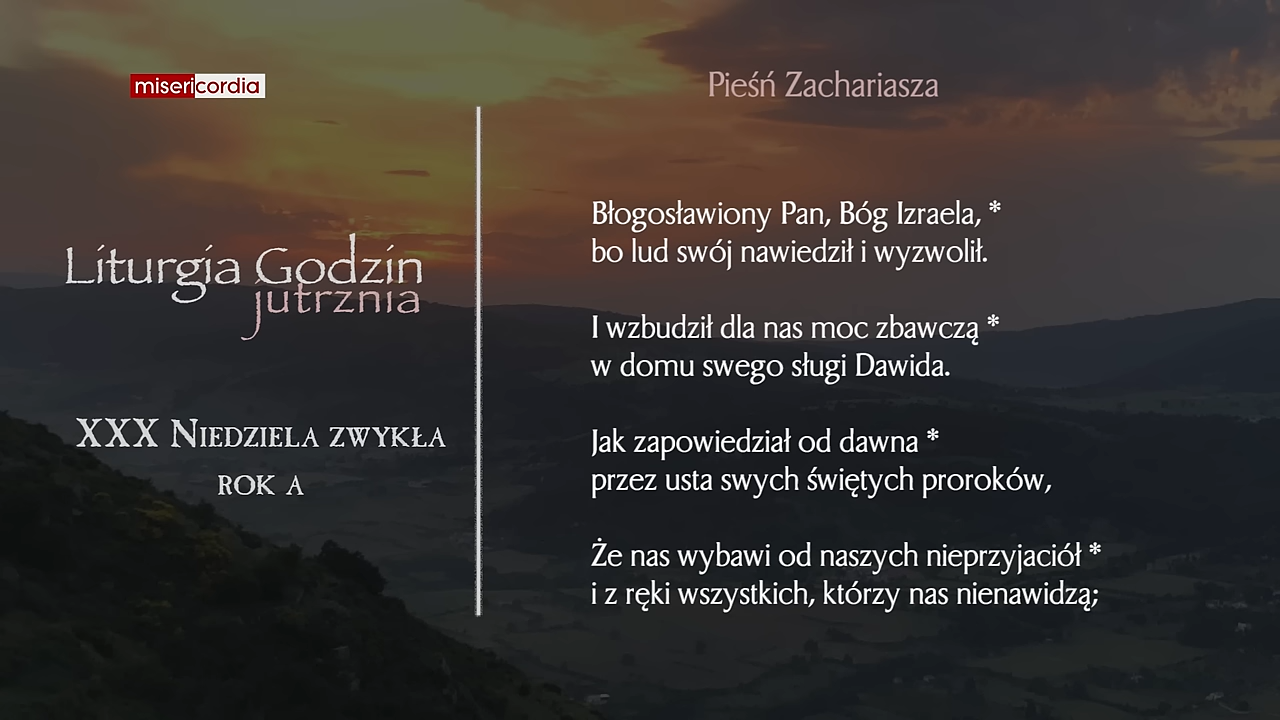 misericordia
Liturgia Godzin
jutrznia
XXX Niedziela zwykła
rok a
Pieśń Zachariasza
Błogosławiony Pan, Bóg Izraela, *
bo lud swój nawiedził i wyzwolił.
I wzbudził dla nas moc zbawczą *
w domu swego sługi Dawida.
Jak zapowiedział od dawna *
przez usta swych świętych proroków,
Że nas wybawi od naszych nieprzyjaciół *
i z ręki wszystkich, którzy nas nienawidzą;